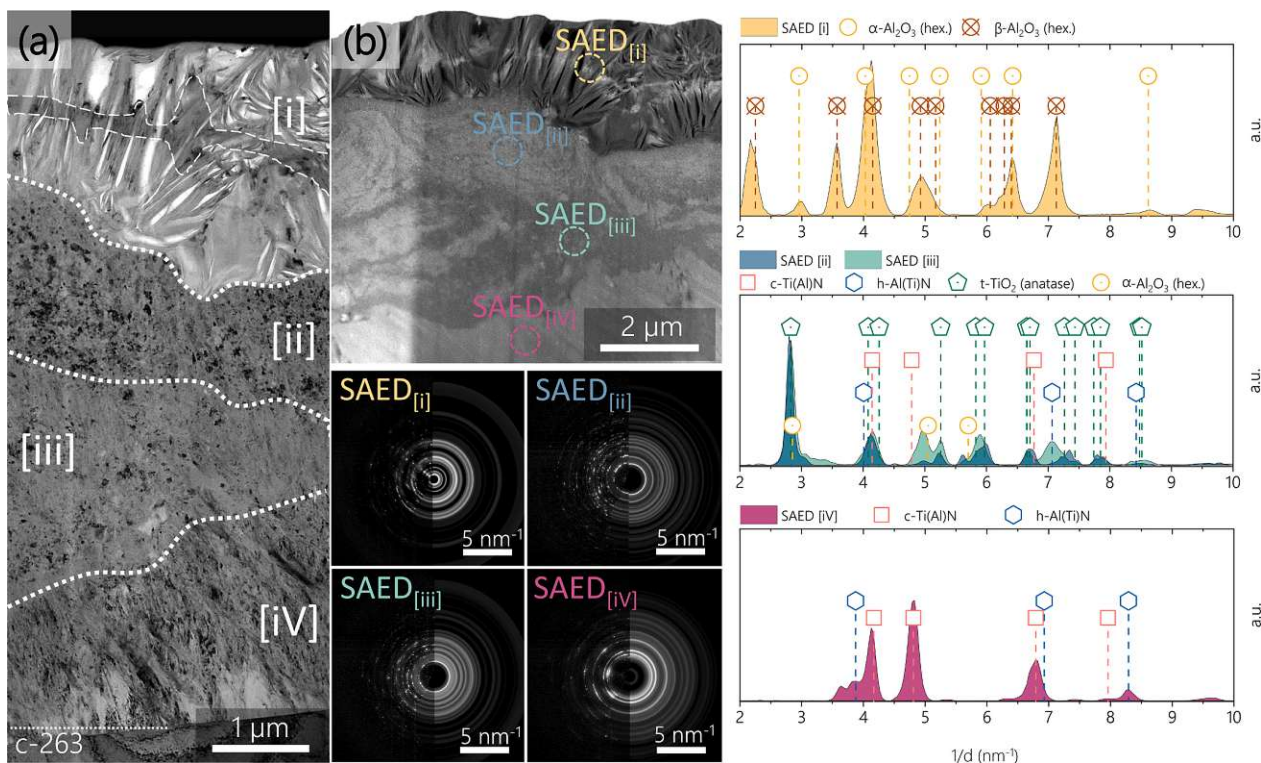 (a)
[i]
[ii]
[iii]
[iV]
c-263
1 μm
(b)
SAED[i]
SAED[ii]
SAED[iii]
SAED[iV]
2 μm
SAED[i]
5 nm⁻¹
SAED[ii]
5 nm⁻¹
SAED[iii]
5 nm⁻¹
SAED[iV]
5 nm⁻¹
SAED [i] α-Al₂O₃ (hex.) β-Al₂O₃ (hex.)
a.u.
2 3 4 5 6 7 8 9 10
SAED [ii] SAED [iii]
c-Ti(Al)N h-Al(Ti)N t-TiO₂ (anatase) α-Al₂O₃ (hex.)
a.u.
2 3 4 5 6 7 8 9 10
SAED [iV] c-Ti(Al)N h-Al(Ti)N
a.u.
2 3 4 5 6 7 8 9 10
1/d (nm⁻¹)